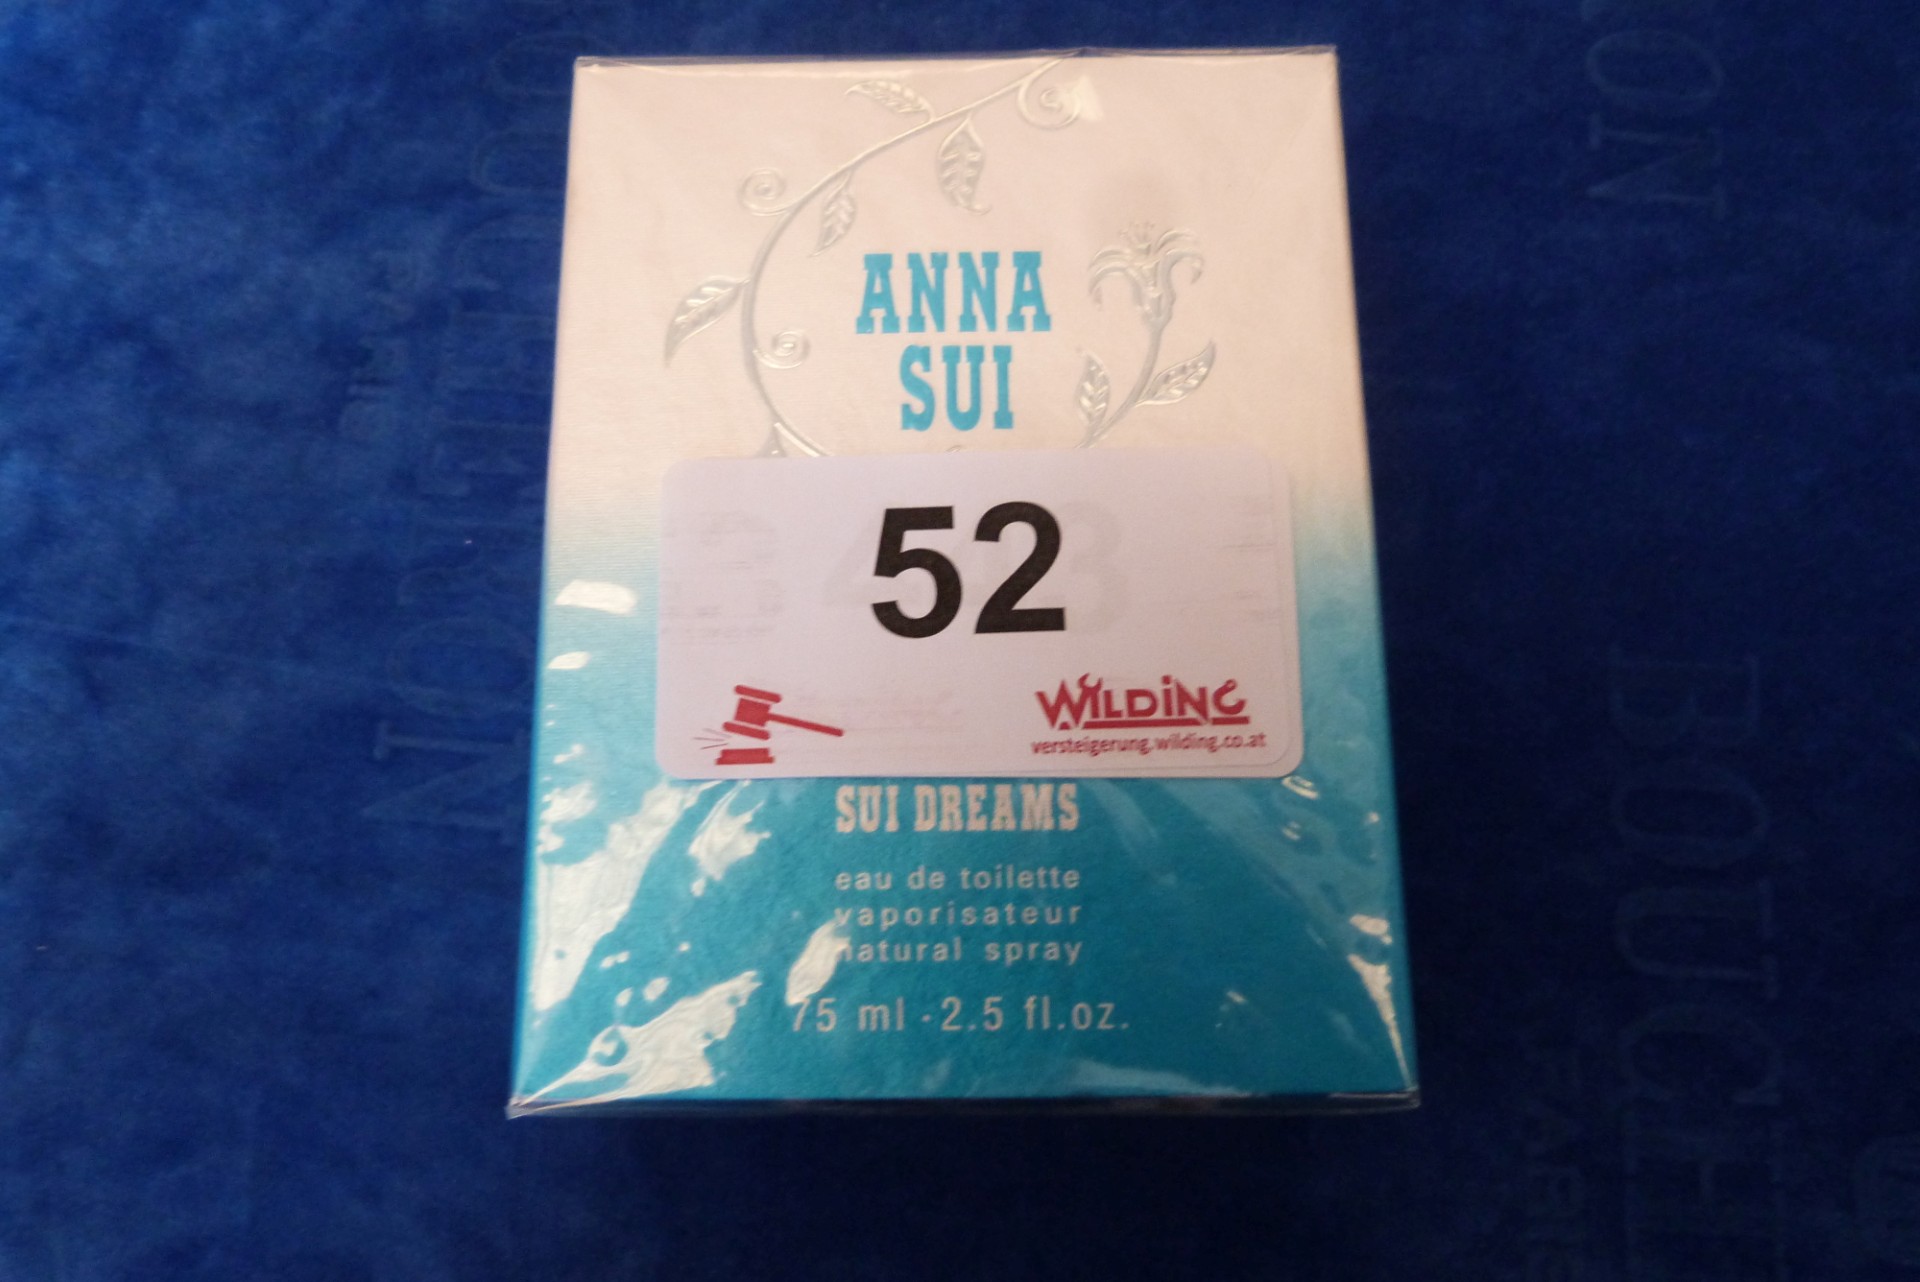 ANNA
SUI
52
WILDING
versteigerung.wilding.co.at
SUI DREAMS
eau de toilette
vaporisateur
natural spray
75 ml - 2.5 fl.oz.